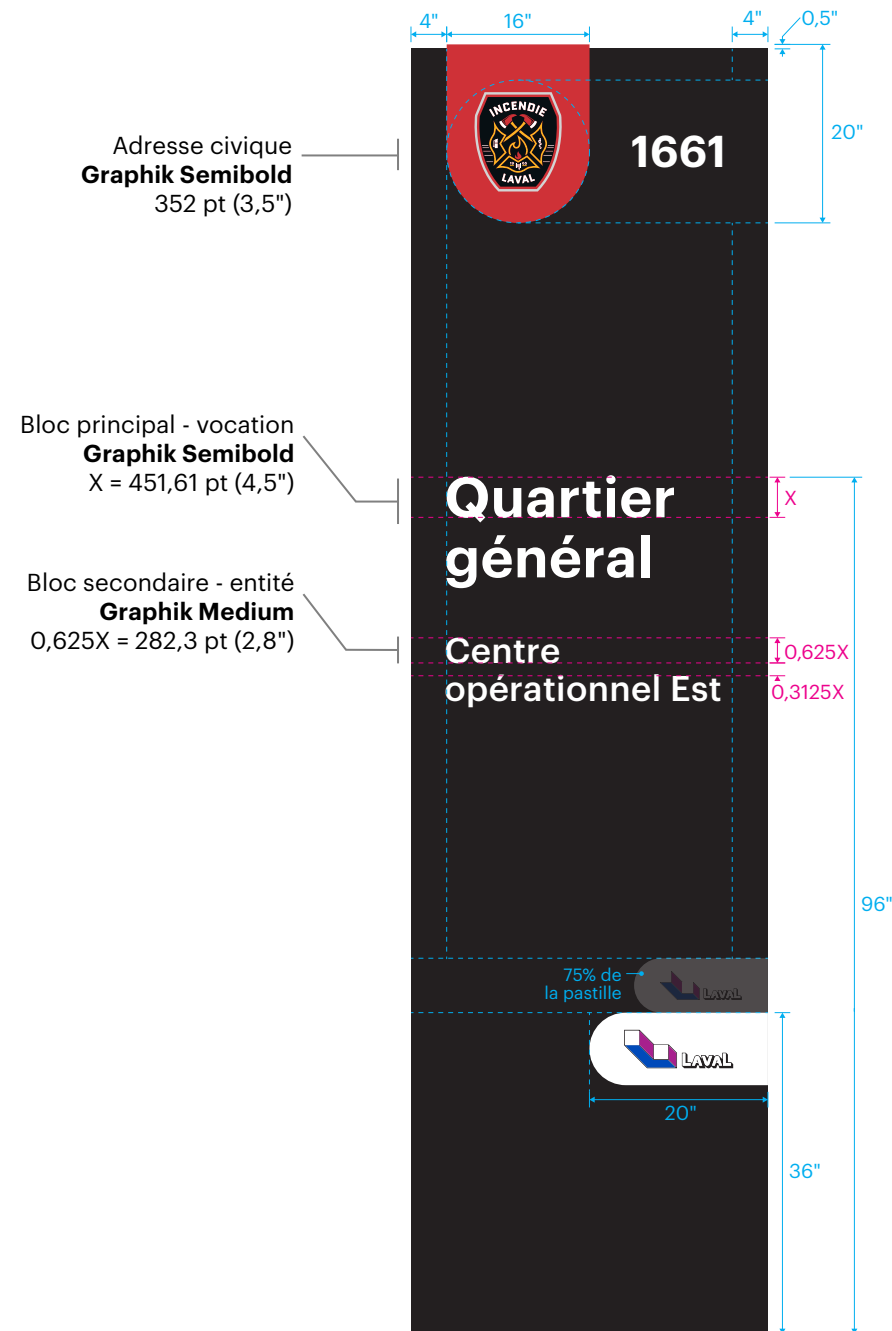 4"
16"
4"
0,5"
INCENDIE
LAVAL
1661
20"
Adresse civique
Graphik Semibold
352 pt (3,5")
Bloc principal - vocation
Graphik Semibold
X = 451,61 pt (4,5")
Quartier
général
X
Bloc secondaire - entité
Graphik Medium
0,625X = 282,3 pt (2,8")
Centre
opérationnel Est
0,625X
0,3125X
96"
75% de
la pastille
LAVAL
LAVAL
20"
36"